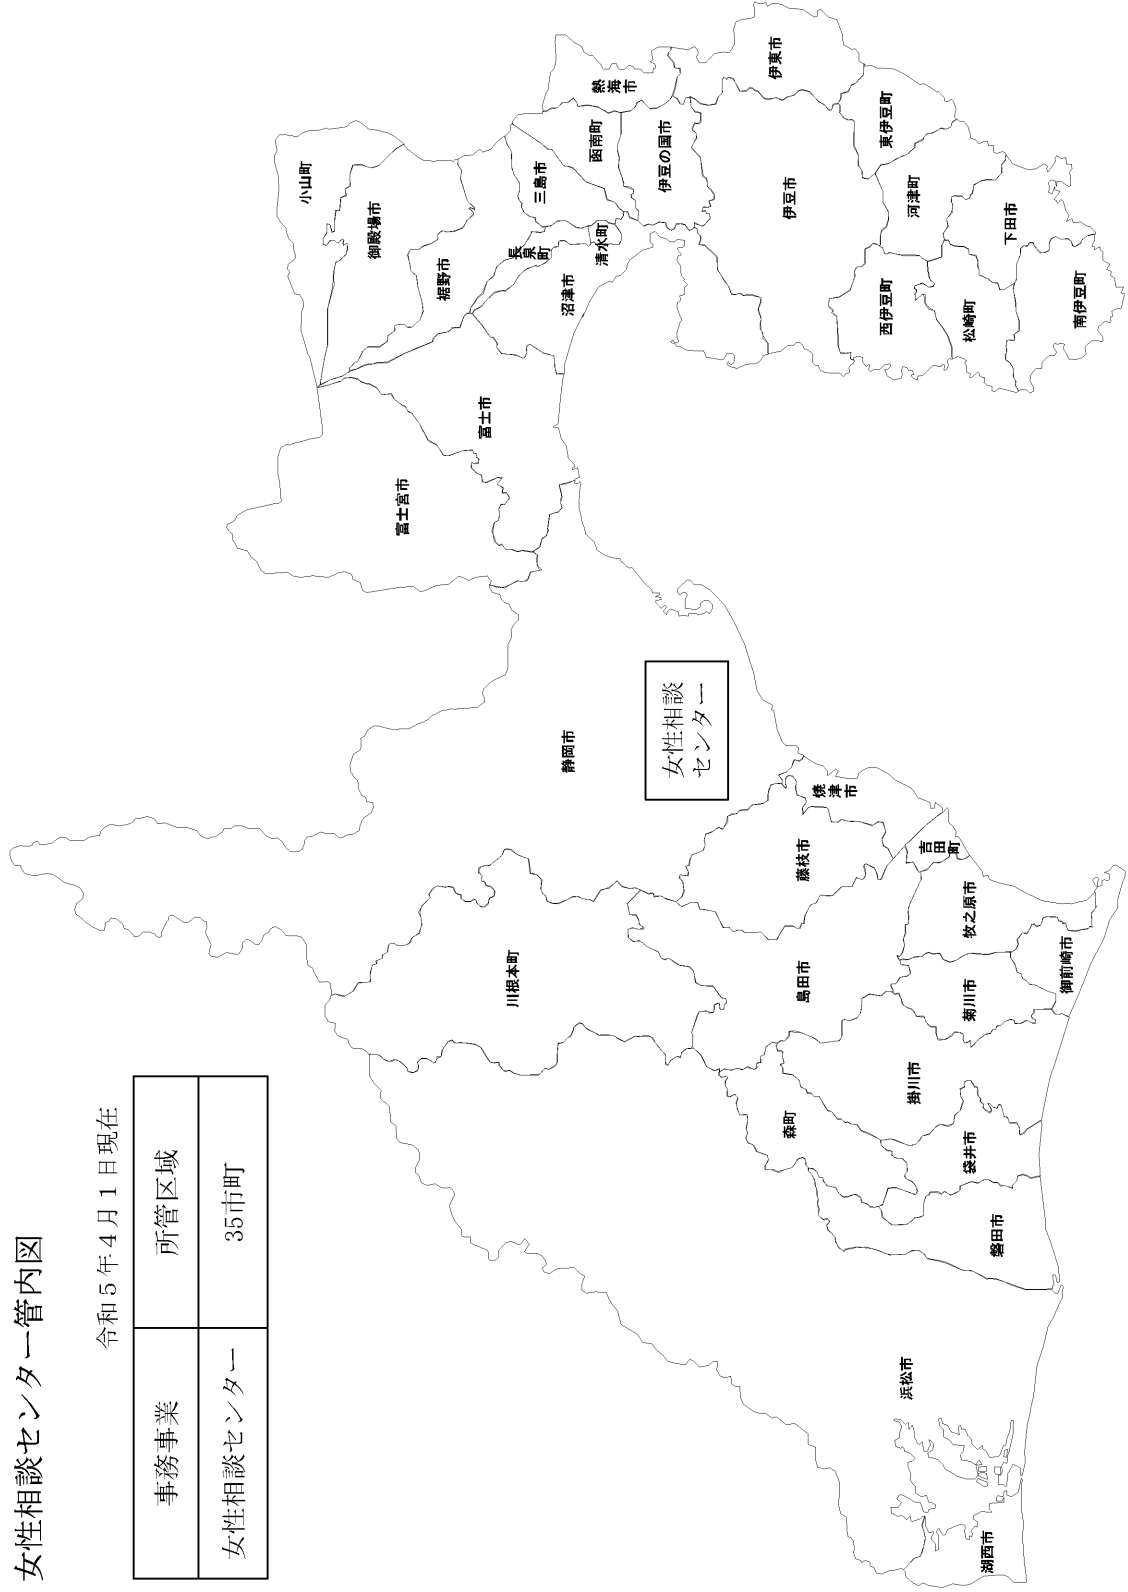 女性相談センター管内図
令和５年４月１日現在
事務事業 所管区域
女性相談センター 35市町
小山町
御殿場市
裾野市
富士宮市
富士市
長泉町
三島市
函南町
熱海市
清水町
沼津市
伊豆の国市
伊東市
伊豆市
東伊豆町
河津町
西伊豆町
松崎町
下田市
南伊豆町
静岡市
女性相談
センター
川根本町
藤枝市
焼津市
島田市
吉田町
牧之原市
御前崎市
菊川市
掛川市
森町
袋井市
磐田市
浜松市
湖西市